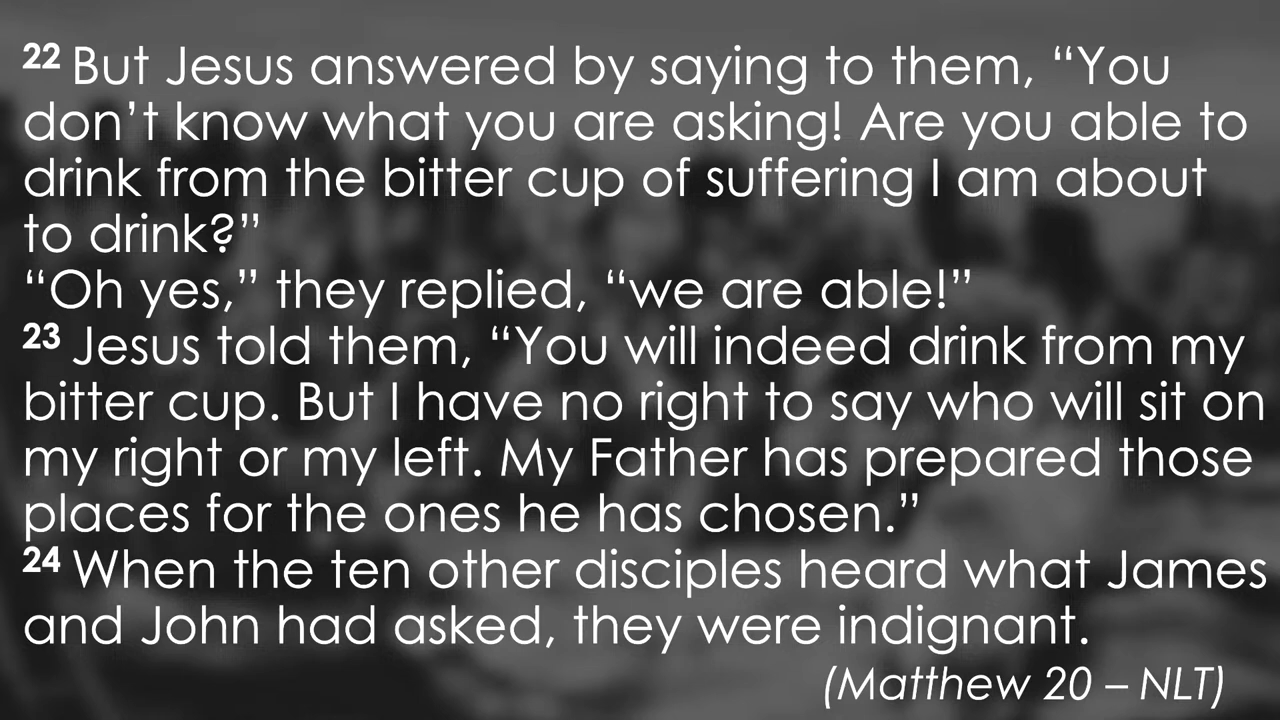 22 But Jesus answered by saying to them, “You
don’t know what you are asking! Are you able to
drink from the bitter cup of suffering I am about
to drink?”
“Oh yes,” they replied, “we are able!”
23 Jesus told them, “You will indeed drink from my
bitter cup. But I have no right to say who will sit on
my right or my left. My Father has prepared those
places for the ones he has chosen.”
24 When the ten other disciples heard what James
and John had asked, they were indignant.
(Matthew 20 – NLT)